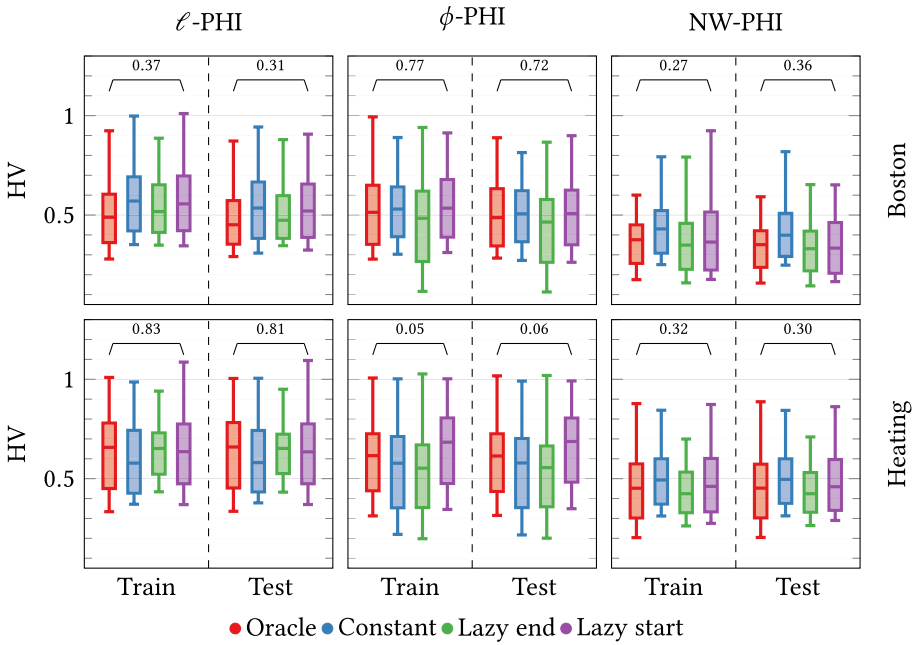 ℓ-PHI ϕ-PHI NW-PHI
0.37 0.31 0.77 0.72 0.27 0.36
1
HV
0.5
Boston
0.83 0.81 0.05 0.06 0.32 0.30
1
HV
0.5
Heating
Train Test Train Test Train Test
Oracle Constant Lazy end Lazy start